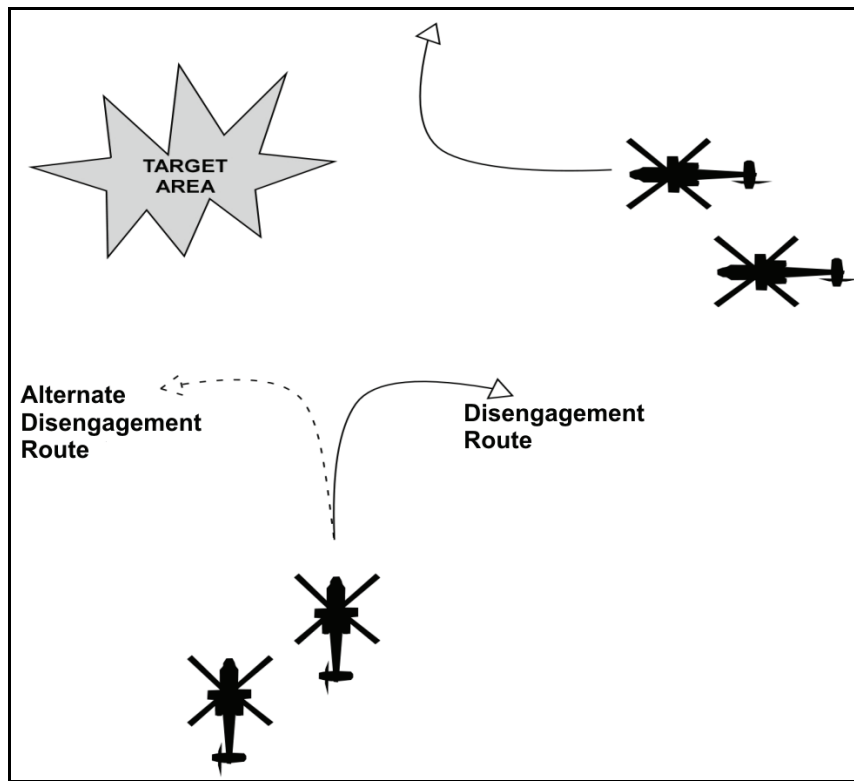 TARGET
AREA
Alternate
Disengagement
Route
Disengagement
Route